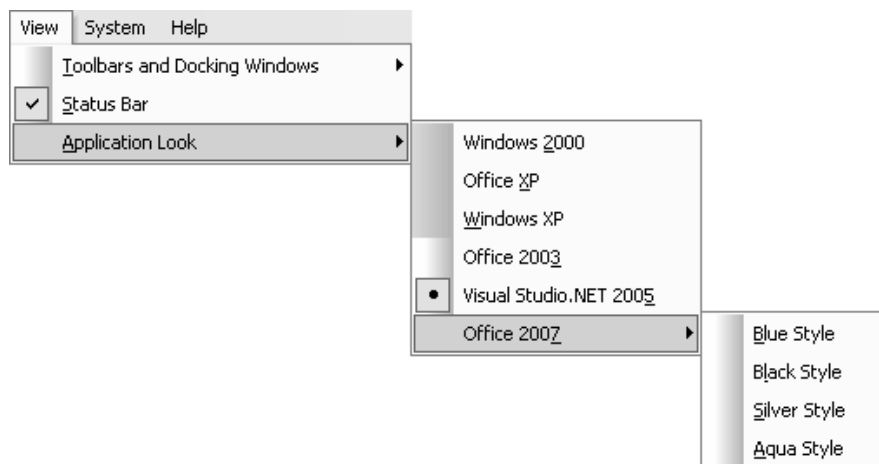 View System Help
Toolbars and Docking Windows
Status Bar
Application Look
Windows 2000
Office XP
Windows XP
Office 2003
Visual Studio.NET 2005
Office 2007
Blue Style
Black Style
Silver Style
Aqua Style